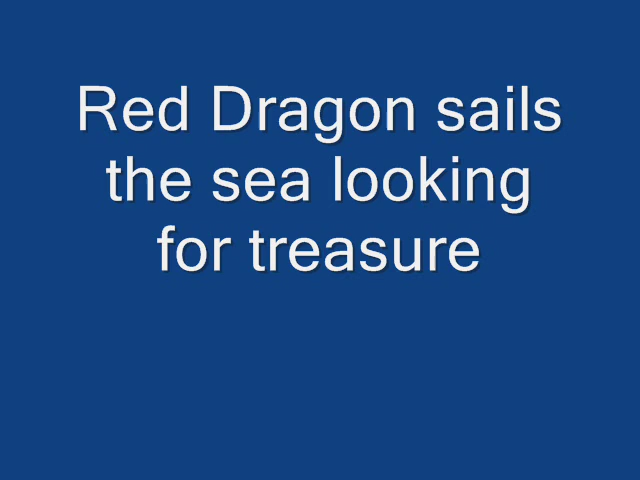 Red Dragon sails
the sea looking
for treasure